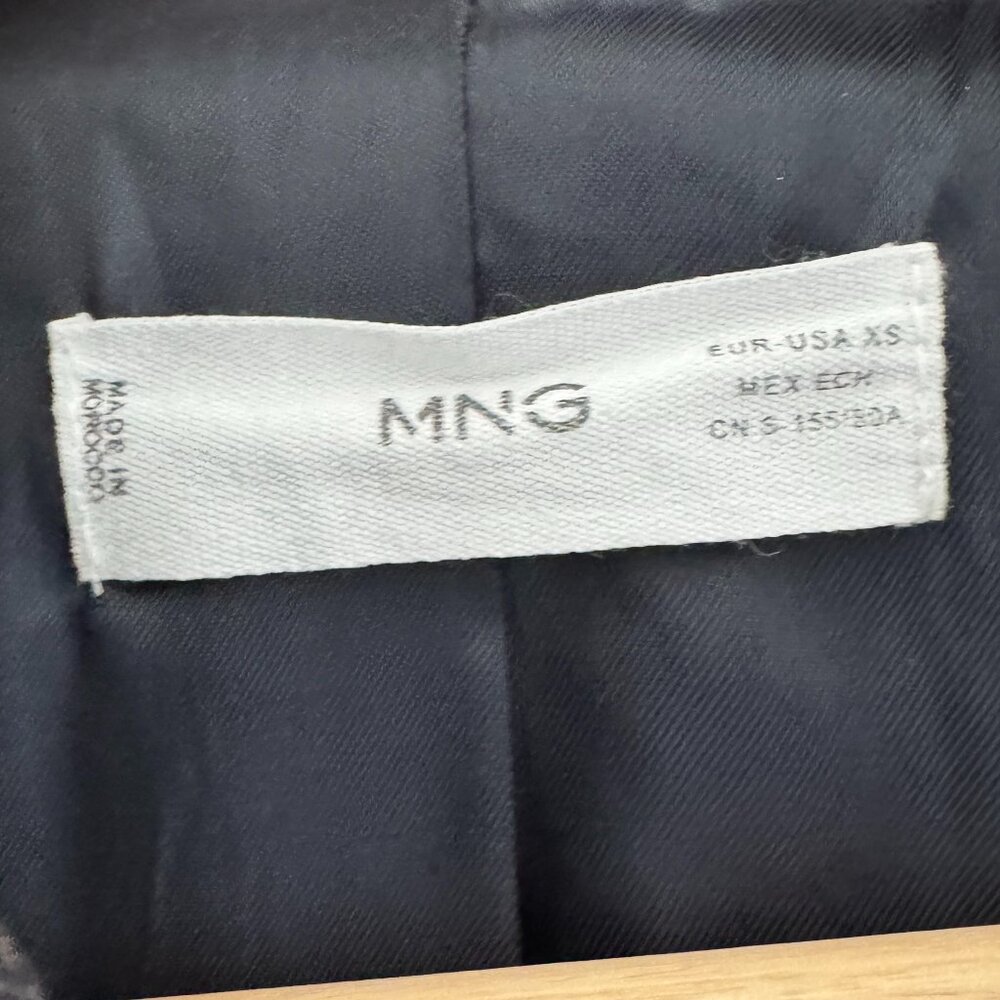 MADE IN
MOROCCO
MNG
EUR-USA XS
MEX ECH
CN S-155/80A